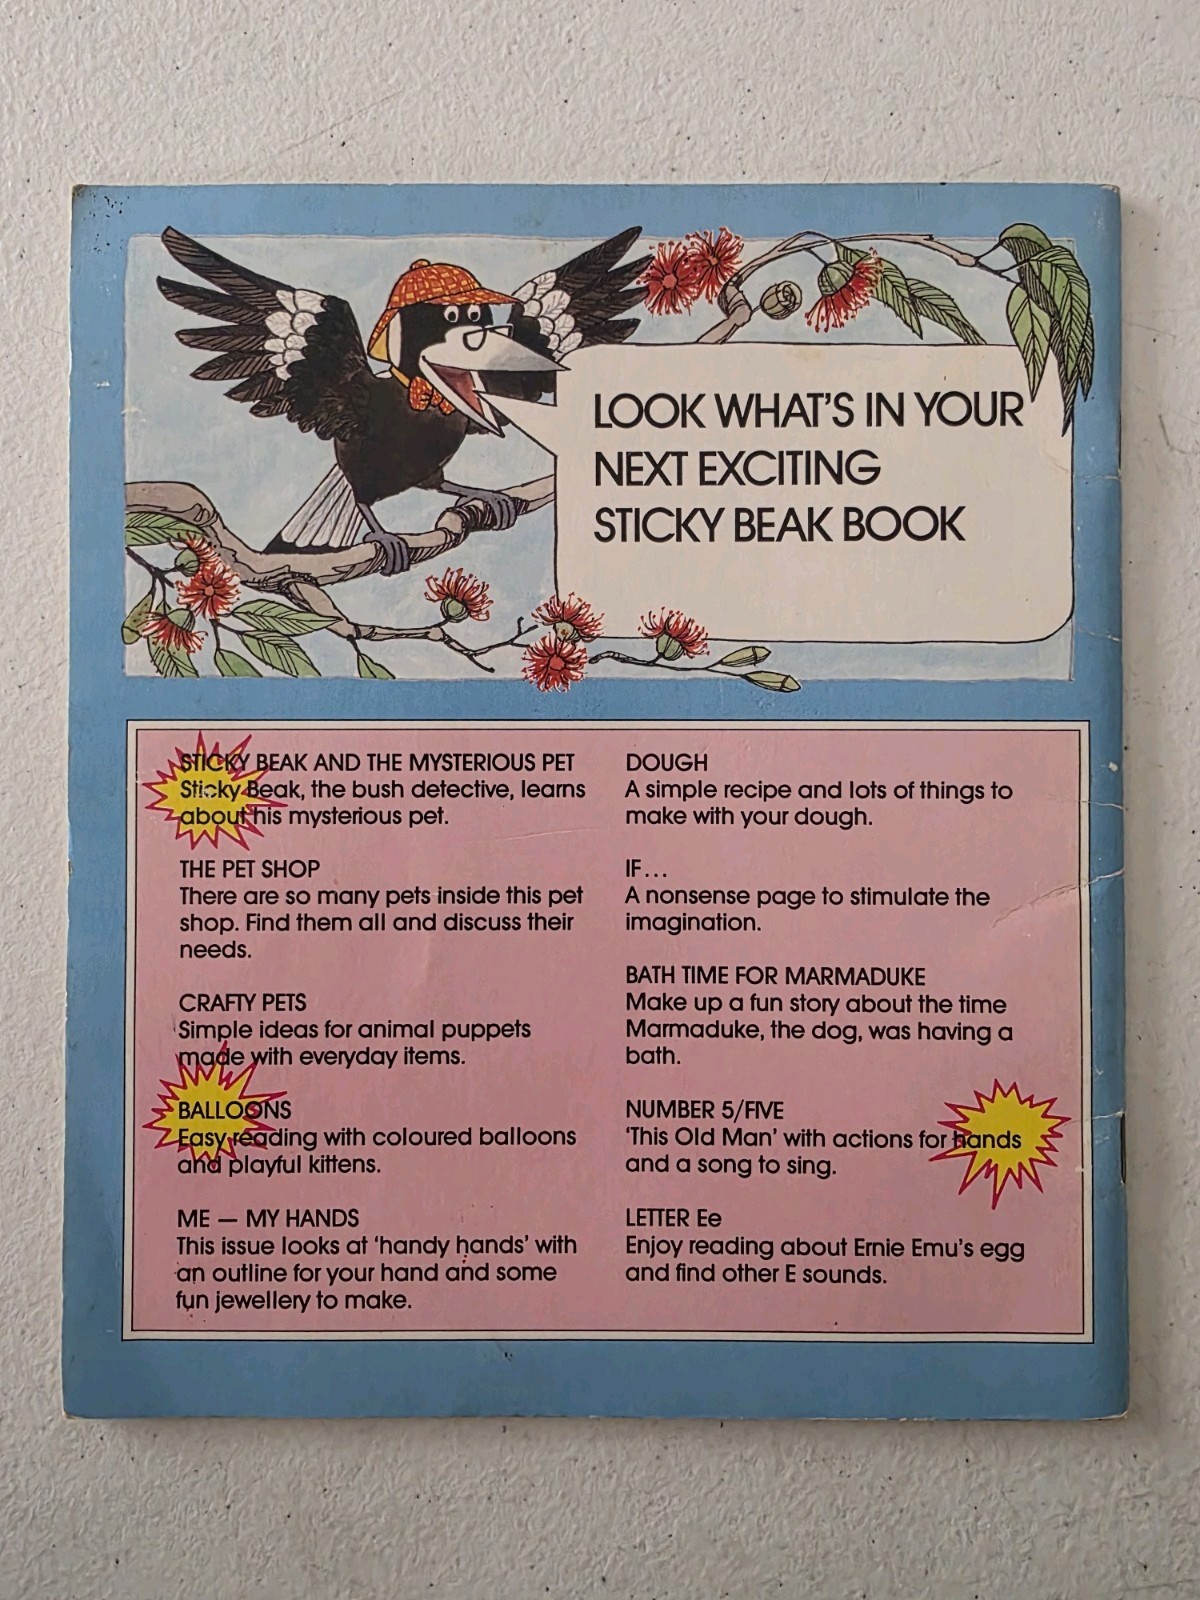 LOOK WHAT'S IN YOUR
NEXT EXCITING
STICKY BEAK BOOK
STICKY BEAK AND THE MYSTERIOUS PET
Sticky Beak, the bush detective, learns
about his mysterious pet.
THE PET SHOP
There are so many pets inside this pet
shop. Find them all and discuss their
needs.
CRAFTY PETS
Simple ideas for animal puppets
made with everyday items.
BALLOONS
Easy reading with coloured balloons
and playful kittens.
ME — MY HANDS
This issue looks at 'handy hands' with
an outline for your hand and some
fun jewellery to make.
DOUGH
A simple recipe and lots of things to
make with your dough.
IF...
A nonsense page to stimulate the
imagination.
BATH TIME FOR MARMADUKE
Make up a fun story about the time
Marmaduke, the dog, was having a
bath.
NUMBER 5/FIVE
'This Old Man' with actions for hands
and a song to sing.
LETTER Ee
Enjoy reading about Ernie Emu's egg
and find other E sounds.